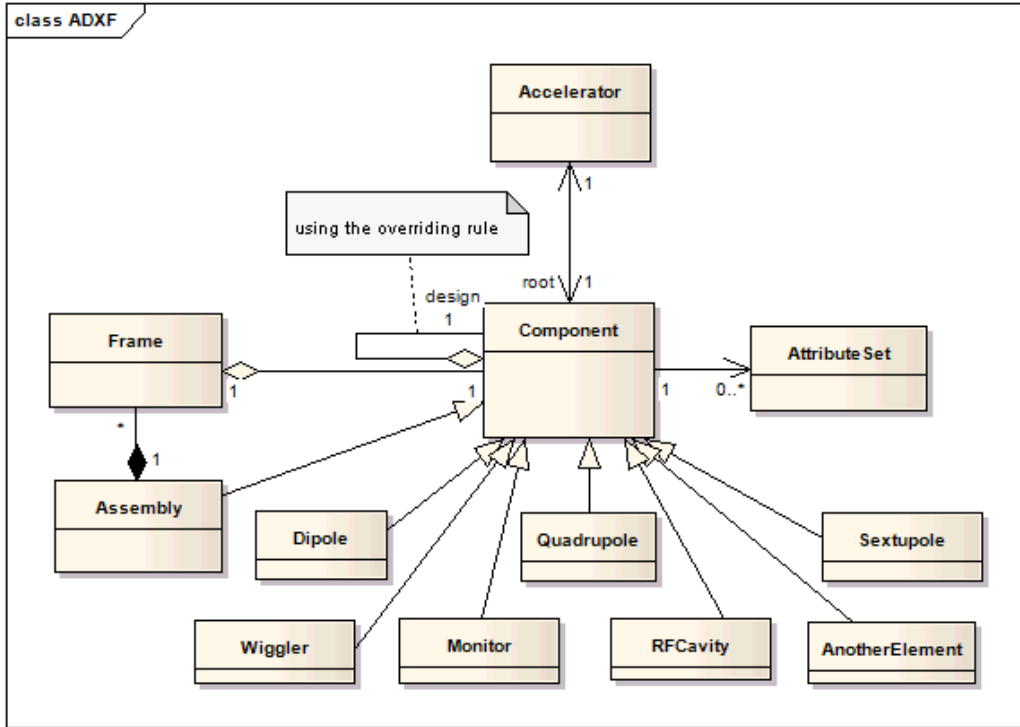 class ADXF
Accelerator
1
using the overriding rule
root 1
design
1
Component
Frame
AttributeSet
1
1
1
0..*
*
1
Assembly
Dipole
Quadrupole
Sextupole
Wiggler
Monitor
RFCavity
AnotherElement